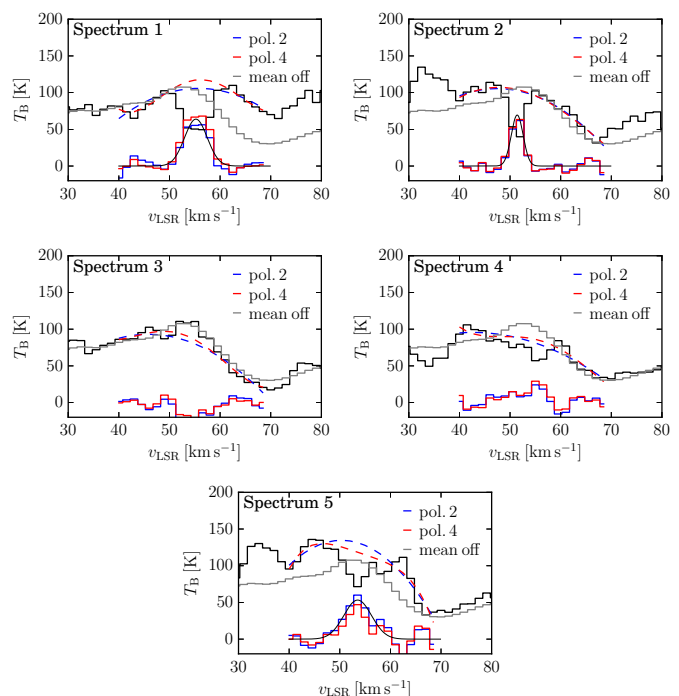 Spectrum 1
pol. 2
pol. 4
mean off
200
150
100
50
0
T_B [K]
30 40 50 60 70 80
v_LSR [km s⁻¹]
Spectrum 2
pol. 2
pol. 4
mean off
200
150
100
50
0
T_B [K]
30 40 50 60 70 80
v_LSR [km s⁻¹]
Spectrum 3
pol. 2
pol. 4
mean off
200
150
100
50
0
T_B [K]
30 40 50 60 70 80
v_LSR [km s⁻¹]
Spectrum 4
pol. 2
pol. 4
mean off
200
150
100
50
0
T_B [K]
30 40 50 60 70 80
v_LSR [km s⁻¹]
Spectrum 5
pol. 2
pol. 4
mean off
200
150
100
50
0
T_B [K]
30 40 50 60 70 80
v_LSR [km s⁻¹]